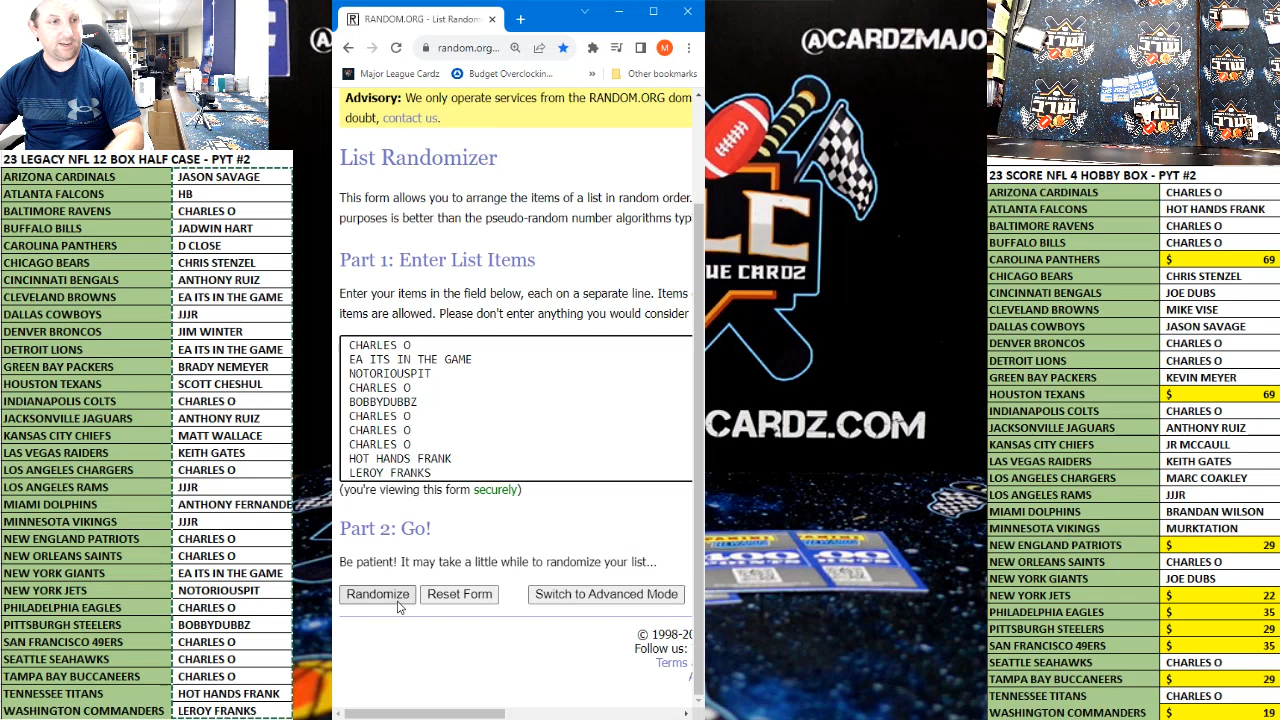 23 LEGACY NFL 12 BOX HALF CASE - PYT #2
ARIZONA CARDINALS JASON SAVAGE
ATLANTA FALCONS HB
BALTIMORE RAVENS CHARLES O
BUFFALO BILLS JADWIN HART
CAROLINA PANTHERS D CLOSE
CHICAGO BEARS CHRIS STENZEL
CINCINNATI BENGALS ANTHONY RUIZ
CLEVELAND BROWNS EA ITS IN THE GAME
DALLAS COWBOYS JJJR
DENVER BRONCOS JIM WINTER
DETROIT LIONS EA ITS IN THE GAME
GREEN BAY PACKERS BRADY NEMEYER
HOUSTON TEXANS SCOTT CHESHUL
INDIANAPOLIS COLTS CHARLES O
JACKSONVILLE JAGUARS ANTHONY RUIZ
KANSAS CITY CHIEFS MATT WALLACE
LAS VEGAS RAIDERS KEITH GATES
LOS ANGELES CHARGERS CHARLES O
LOS ANGELES RAMS JJJR
MIAMI DOLPHINS ANTHONY FERNANDE
MINNESOTA VIKINGS JJJR
NEW ENGLAND PATRIOTS CHARLES O
NEW ORLEANS SAINTS CHARLES O
NEW YORK GIANTS EA ITS IN THE GAME
NEW YORK JETS NOTORIOUSPIT
PHILADELPHIA EAGLES CHARLES O
PITTSBURGH STEELERS BOBBYDUBBZ
SAN FRANCISCO 49ERS CHARLES O
SEATTLE SEAHAWKS CHARLES O
TAMPA BAY BUCCANEERS CHARLES O
TENNESSEE TITANS HOT HANDS FRANK
WASHINGTON COMMANDERS LEROY FRANKS
RANDOM.ORG - List Random
random.org...
M
Major League Cardz Budget Overclockin... » Other bookmarks
Advisory: We only operate services from the RANDOM.ORG dom
doubt, contact us.
List Randomizer
This form allows you to arrange the items of a list in random order.
purposes is better than the pseudo-random number algorithms typ
Part 1: Enter List Items
Enter your items in the field below, each on a separate line. Items
items are allowed. Please don't enter anything you would consider
CHARLES O
EA ITS IN THE GAME
NOTORIOUSPIT
CHARLES O
BOBBYDUBBZ
CHARLES O
CHARLES O
CHARLES O
HOT HANDS FRANK
LEROY FRANKS
(you're viewing this form securely)
Part 2: Go!
Be patient! It may take a little while to randomize your list...
Randomize Reset Form Switch to Advanced Mode
© 1998-20
Follow us:
Terms
@CARDZMAJO
LC
UE CARDZ
CARDZ.COM
23 SCORE NFL 4 HOBBY BOX - PYT #2
ARIZONA CARDINALS CHARLES O
ATLANTA FALCONS HOT HANDS FRANK
BALTIMORE RAVENS CHARLES O
BUFFALO BILLS CHARLES O
CAROLINA PANTHERS $ 69
CHICAGO BEARS CHRIS STENZEL
CINCINNATI BENGALS JOE DUBS
CLEVELAND BROWNS MIKE VISE
DALLAS COWBOYS JASON SAVAGE
DENVER BRONCOS CHARLES O
DETROIT LIONS CHARLES O
GREEN BAY PACKERS KEVIN MEYER
HOUSTON TEXANS $ 69
INDIANAPOLIS COLTS CHARLES O
JACKSONVILLE JAGUARS ANTHONY RUIZ
KANSAS CITY CHIEFS JR MCCAULL
LAS VEGAS RAIDERS KEITH GATES
LOS ANGELES CHARGERS MARC COAKLEY
LOS ANGELES RAMS JJJR
MIAMI DOLPHINS BRANDAN WILSON
MINNESOTA VIKINGS MURKTATION
NEW ENGLAND PATRIOTS $ 29
NEW ORLEANS SAINTS CHARLES O
NEW YORK GIANTS JOE DUBS
NEW YORK JETS $ 22
PHILADELPHIA EAGLES $ 35
PITTSBURGH STEELERS $ 29
SAN FRANCISCO 49ERS $ 35
SEATTLE SEAHAWKS CHARLES O
TAMPA BAY BUCCANEERS $ 29
TENNESSEE TITANS CHARLES O
WASHINGTON COMMANDERS $ 19